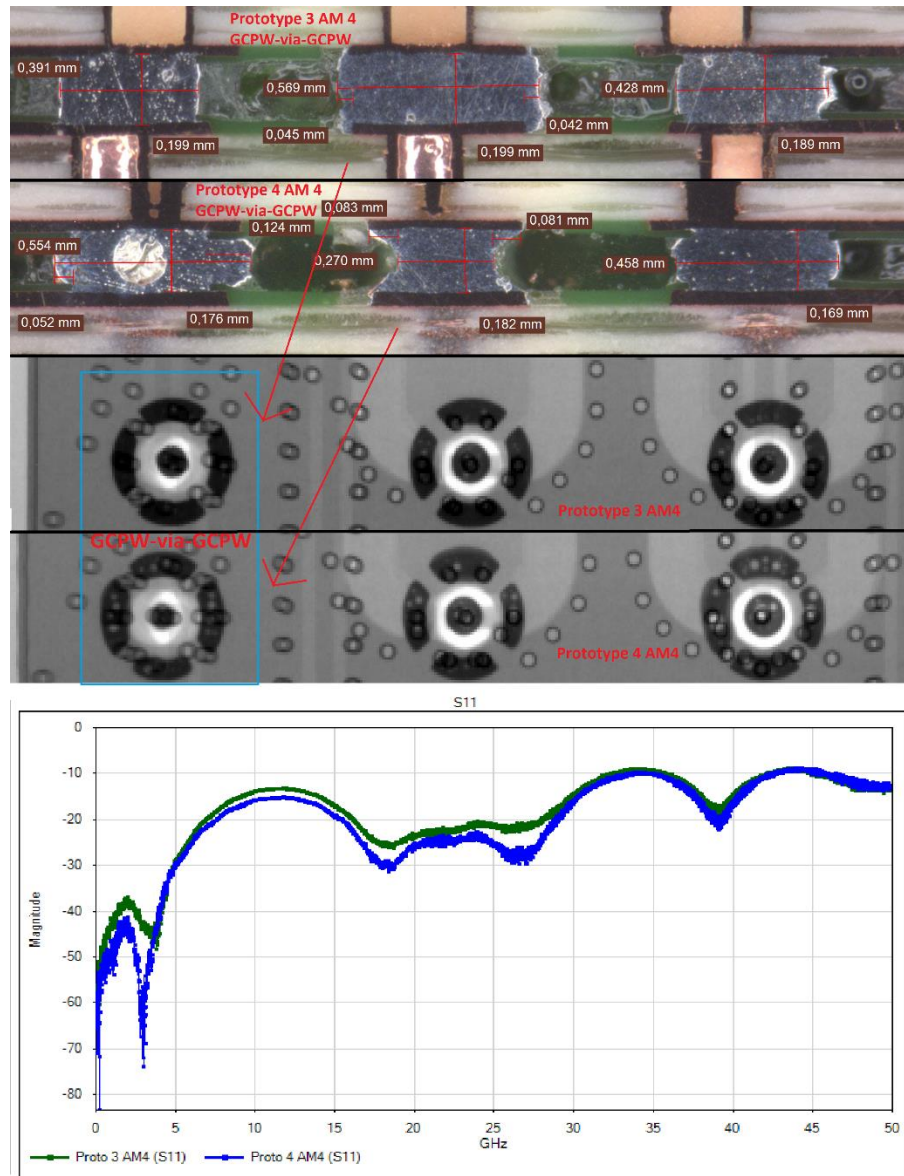 Prototype 3 AM 4
GCPW-via-GCPW
0,391 mm
0,569 mm
0,428 mm
0,045 mm
0,042 mm
0,199 mm
0,199 mm
0,189 mm
Prototype 4 AM 4
GCPW-via-GCPW
0,083 mm
0,124 mm
0,081 mm
0,554 mm
0,270 mm
0,458 mm
0,052 mm
0,176 mm
0,182 mm
0,169 mm
Prototype 3 AM4
GCPW-via-GCPW
Prototype 4 AM4
S11
0
-10
-20
-30
-40
-50
-60
-70
-80
Magnitude
0 5 10 15 20 25 30 35 40 45 50
GHz
Proto 3 AM4 (S11) Proto 4 AM4 (S11)